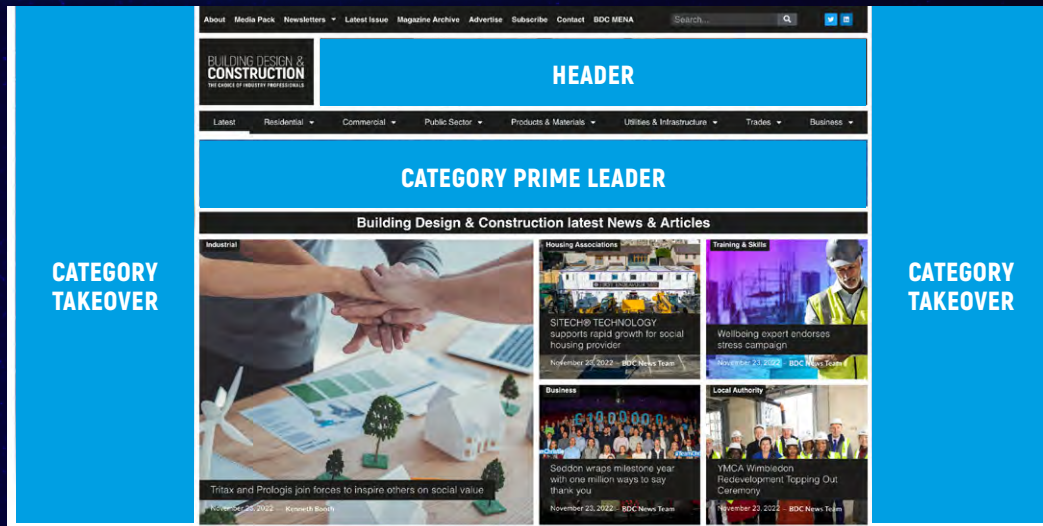 About Media Pack Newsletters Latest Issue Magazine Archive Advertise Subscribe Contact BDC MENA Search...
BUILDING DESIGN &
CONSTRUCTION
THE CHOICE OF INDUSTRY PROFESSIONALS
HEADER
Latest Residential Commercial Public Sector Products & Materials Utilities & Infrastructure Trades Business
CATEGORY PRIME LEADER
Building Design & Construction latest News & Articles
CATEGORY
TAKEOVER
Industrial
Tritax and Prologis join forces to inspire others on social value
November 23, 2022 - Kenneth Booth
Housing Associations
SITECH® TECHNOLOGY
supports rapid growth for social
housing provider
November 23, 2022 - BDC News Team
Training & Skills
Wellbeing expert endorses
stress campaign
November 23, 2022 - BDC News Team
Business
Seddon wraps milestone year
with one million ways to say
thank you
November 23, 2022 - BDC News Team
Local Authority
YMCA Wimbledon
Redevelopment Topping Out
Ceremony
November 23, 2022 - BDC News Team
CATEGORY
TAKEOVER